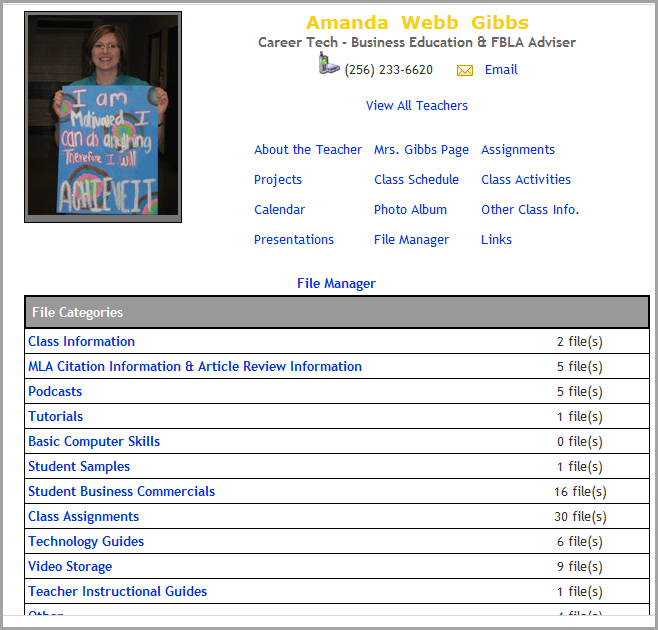 Amanda Webb Gibbs
Career Tech - Business Education & FBLA Adviser
(256) 233-6620 Email
View All Teachers
I am
Motivated I
can do anything
Therefore I will
ACHIEVE IT
About the Teacher Mrs. Gibbs Page Assignments
Projects Class Schedule Class Activities
Calendar Photo Album Other Class Info.
Presentations File Manager Links
File Manager
File Categories
Class Information 2 file(s)
MLA Citation Information & Article Review Information 5 file(s)
Podcasts 5 file(s)
Tutorials 1 file(s)
Basic Computer Skills 0 file(s)
Student Samples 1 file(s)
Student Business Commercials 16 file(s)
Class Assignments 30 file(s)
Technology Guides 6 file(s)
Video Storage 9 file(s)
Teacher Instructional Guides 1 file(s)
Other 4 file(s)